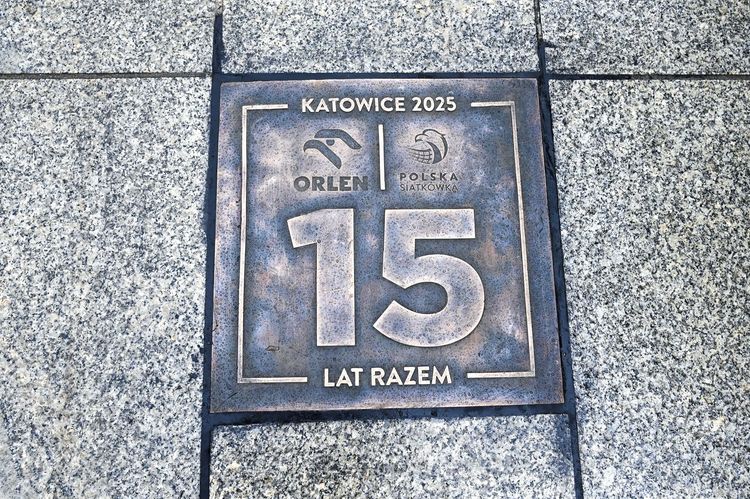 KATOWICE 2025
ORLEN
POLSKA
SIATKÓWKA
15
LAT RAZEM